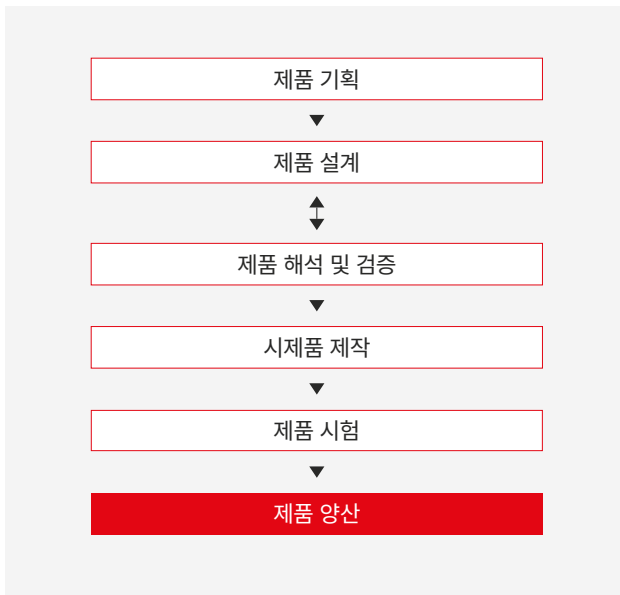 제품 기획
제품 설계
제품 해석 및 검증
시제품 제작
제품 시험
제품 양산